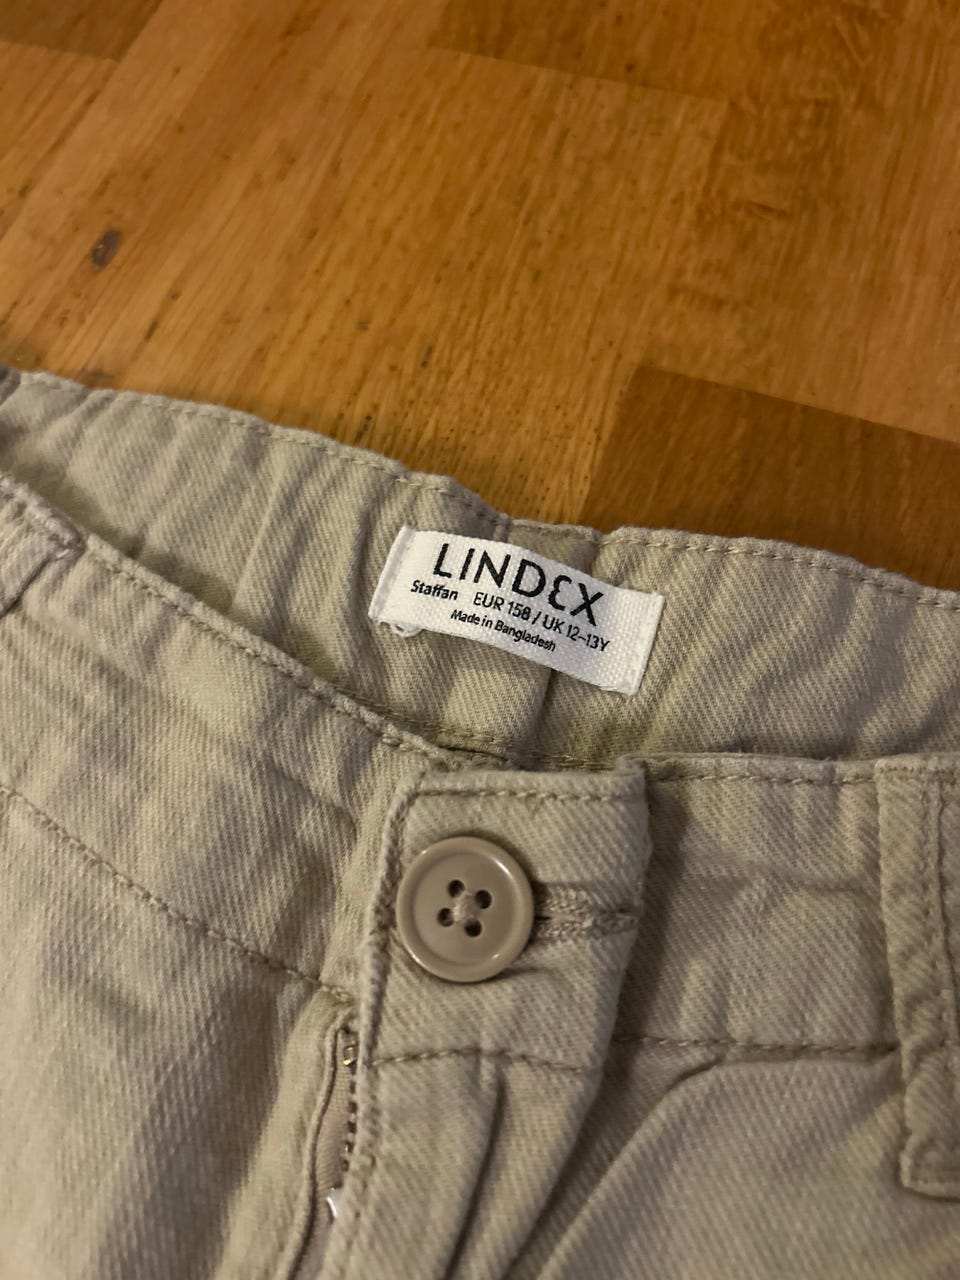 LINDEX
Staffan EUR 158 / UK 12–13Y
Made in Bangladesh